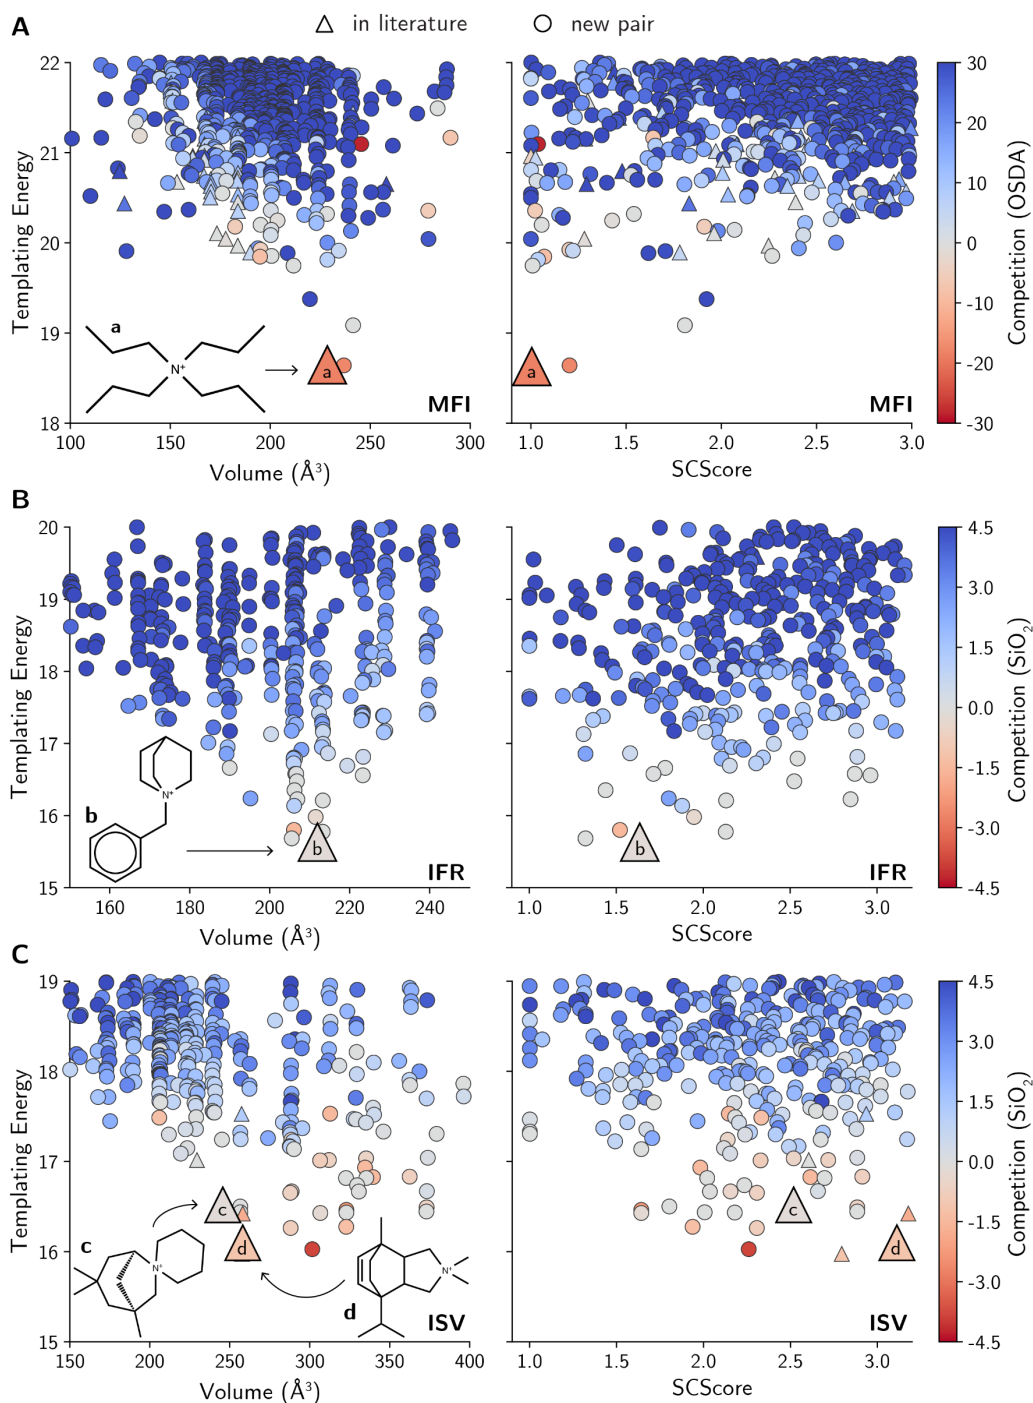 A
in literature
new pair
22
21
20
19
18
Templating Energy
a
N⁺
a
MFI
100
150
200
250
300
Volume (Å³)
a
MFI
1.0
1.5
2.0
2.5
3.0
SCScore
30
20
10
0
-10
-20
-30
Competition (OSDA)
B
20
19
18
17
16
15
Templating Energy
b
N⁺
b
IFR
160
180
200
220
240
Volume (Å³)
b
IFR
1.0
1.5
2.0
2.5
3.0
SCScore
4.5
3.0
1.5
0.0
-1.5
-3.0
-4.5
Competition (SiO₂)
C
19
18
17
16
15
Templating Energy
c
N⁺
c
d
d
N⁺
ISV
150
200
250
300
350
400
Volume (Å³)
c
d
ISV
1.0
1.5
2.0
2.5
3.0
SCScore
4.5
3.0
1.5
0.0
-1.5
-3.0
-4.5
Competition (SiO₂)